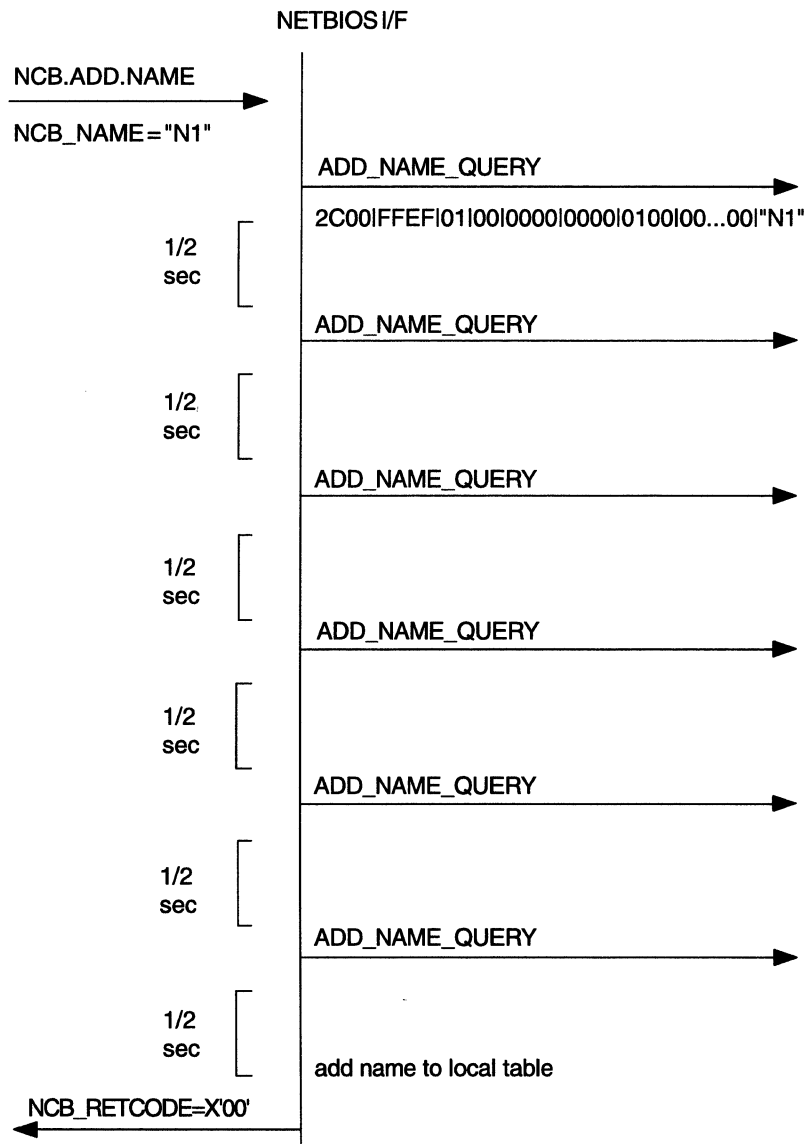 NETBIOS I/F
NCB.ADD.NAME
NCB_NAME="N1"
ADD_NAME_QUERY
2C00|FFEF|01|00|0000|0000|0100|00...00|"N1"
1/2
sec
ADD_NAME_QUERY
1/2
sec
ADD_NAME_QUERY
1/2
sec
ADD_NAME_QUERY
1/2
sec
ADD_NAME_QUERY
1/2
sec
ADD_NAME_QUERY
1/2
sec
add name to local table
NCB_RETCODE=X'00'